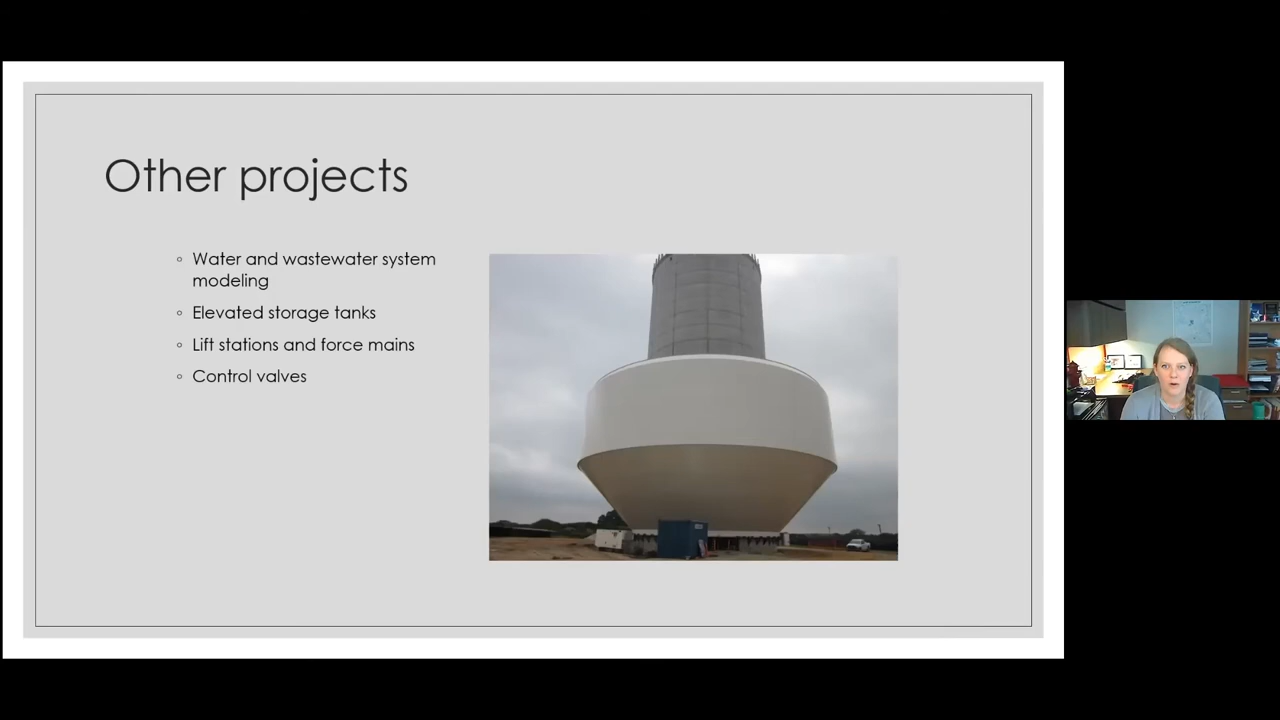 Other projects
◦ Water and wastewater system
modeling
◦ Elevated storage tanks
◦ Lift stations and force mains
◦ Control valves